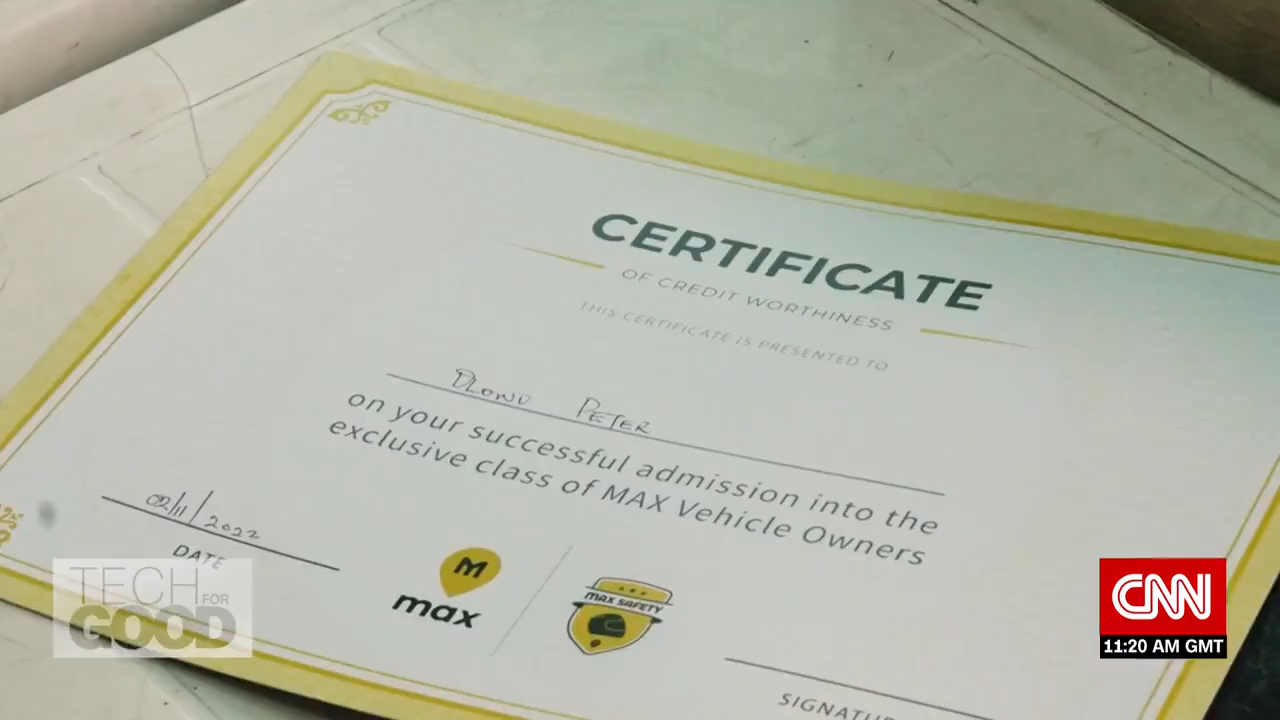 CERTIFICATE
OF CREDIT WORTHINESS
THIS CERTIFICATE IS PRESENTED TO
PETER
on your successful admission into the
exclusive class of MAX Vehicle Owners
02/11/2022
DATE
M
max
MAX SAFETY
TECH
FOR
GOOD
CNN
11:20 AM GMT